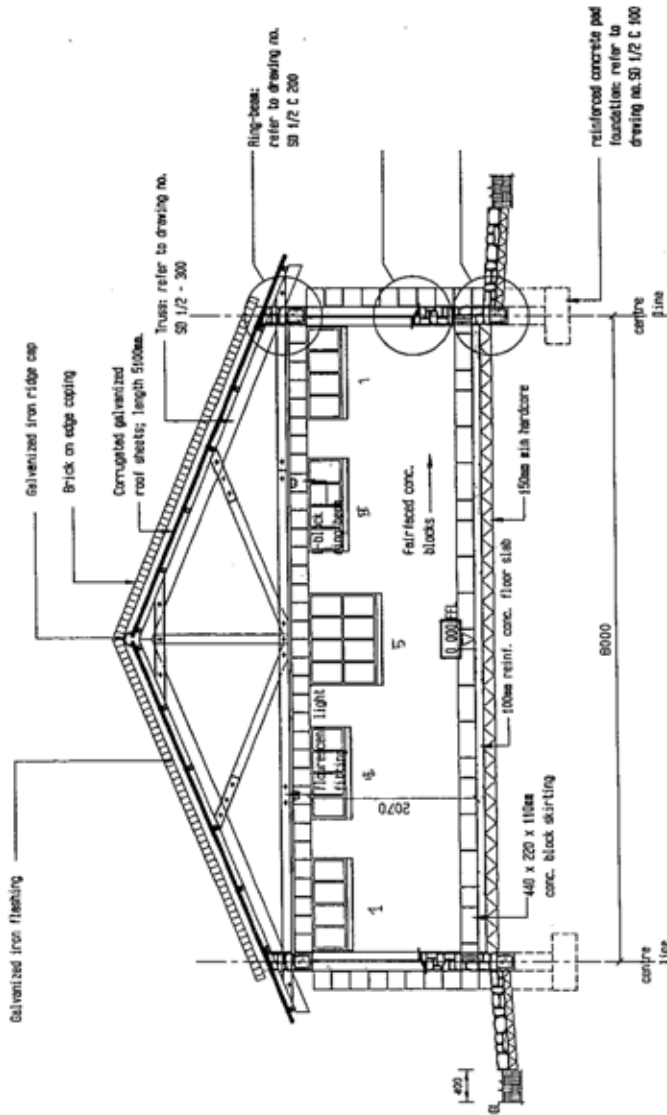 Galvanized iron flashing
Galvanized iron ridge cap
Brick on edge coping
Corrugated galvanized
roof sheets; length 5100mm.
Truss: refer to drawing no.
SD 1/2 - 300
Ring-beam:
refer to drawing no.
SD 1/2 C 200
light
fitting
Fairfaced conc.
blocks
2070
0.000 FFL
440 x 220 x 110mm
conc. block skirting
100mm reinf. conc. floor slab
150mm min hardcore
8000
400
GL
centre
line
centre
line
reinforced concrete pad
foundation: refer to
drawing no. SD 1/2 C 100